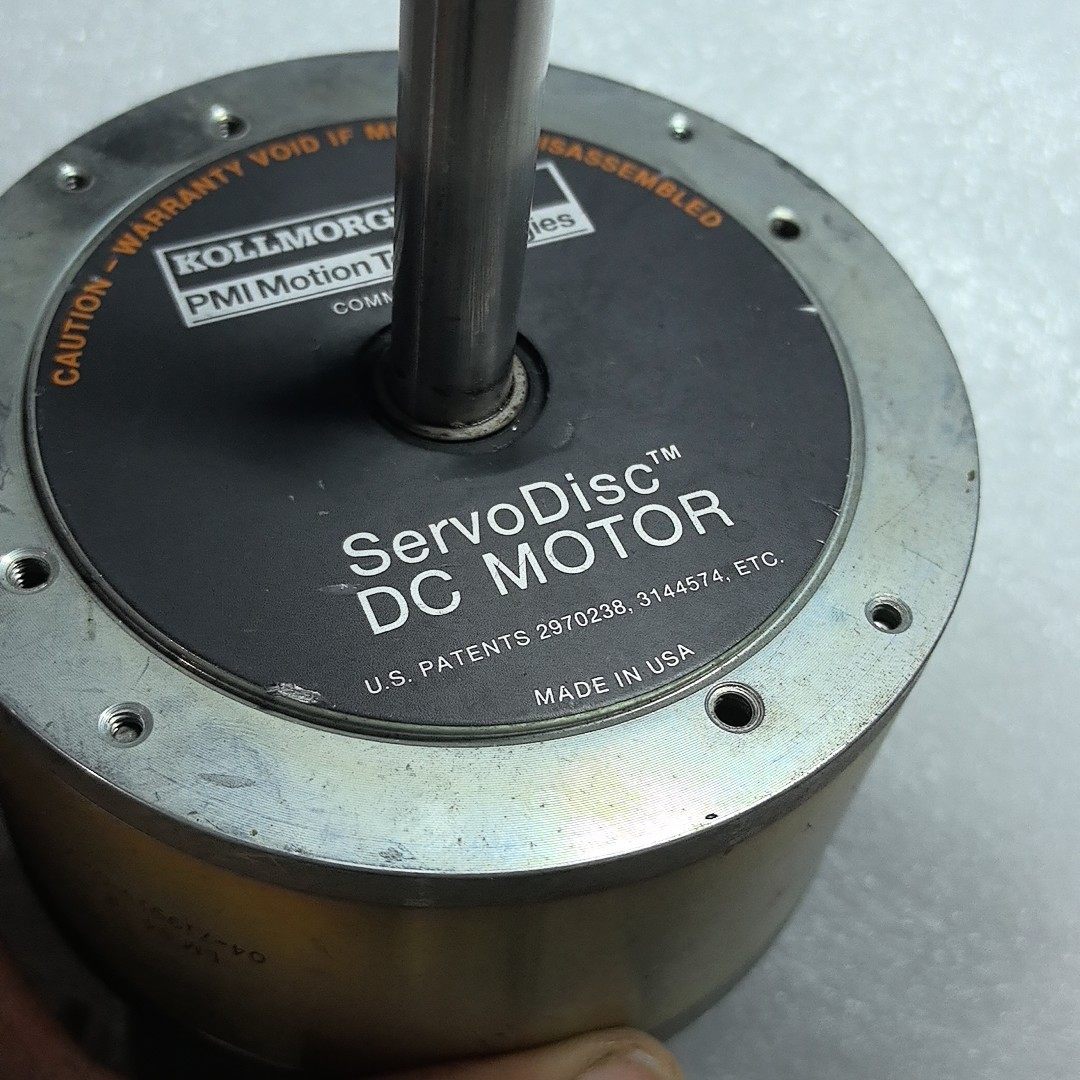 CAUTION – WARRANTY VOID IF DISASSEMBLED
KOLLMORG
PMI Motion T gies
COMM
ServoDisc™
DC MOTOR
U.S. PATENTS 2970238, 3144574, ETC.
MADE IN USA